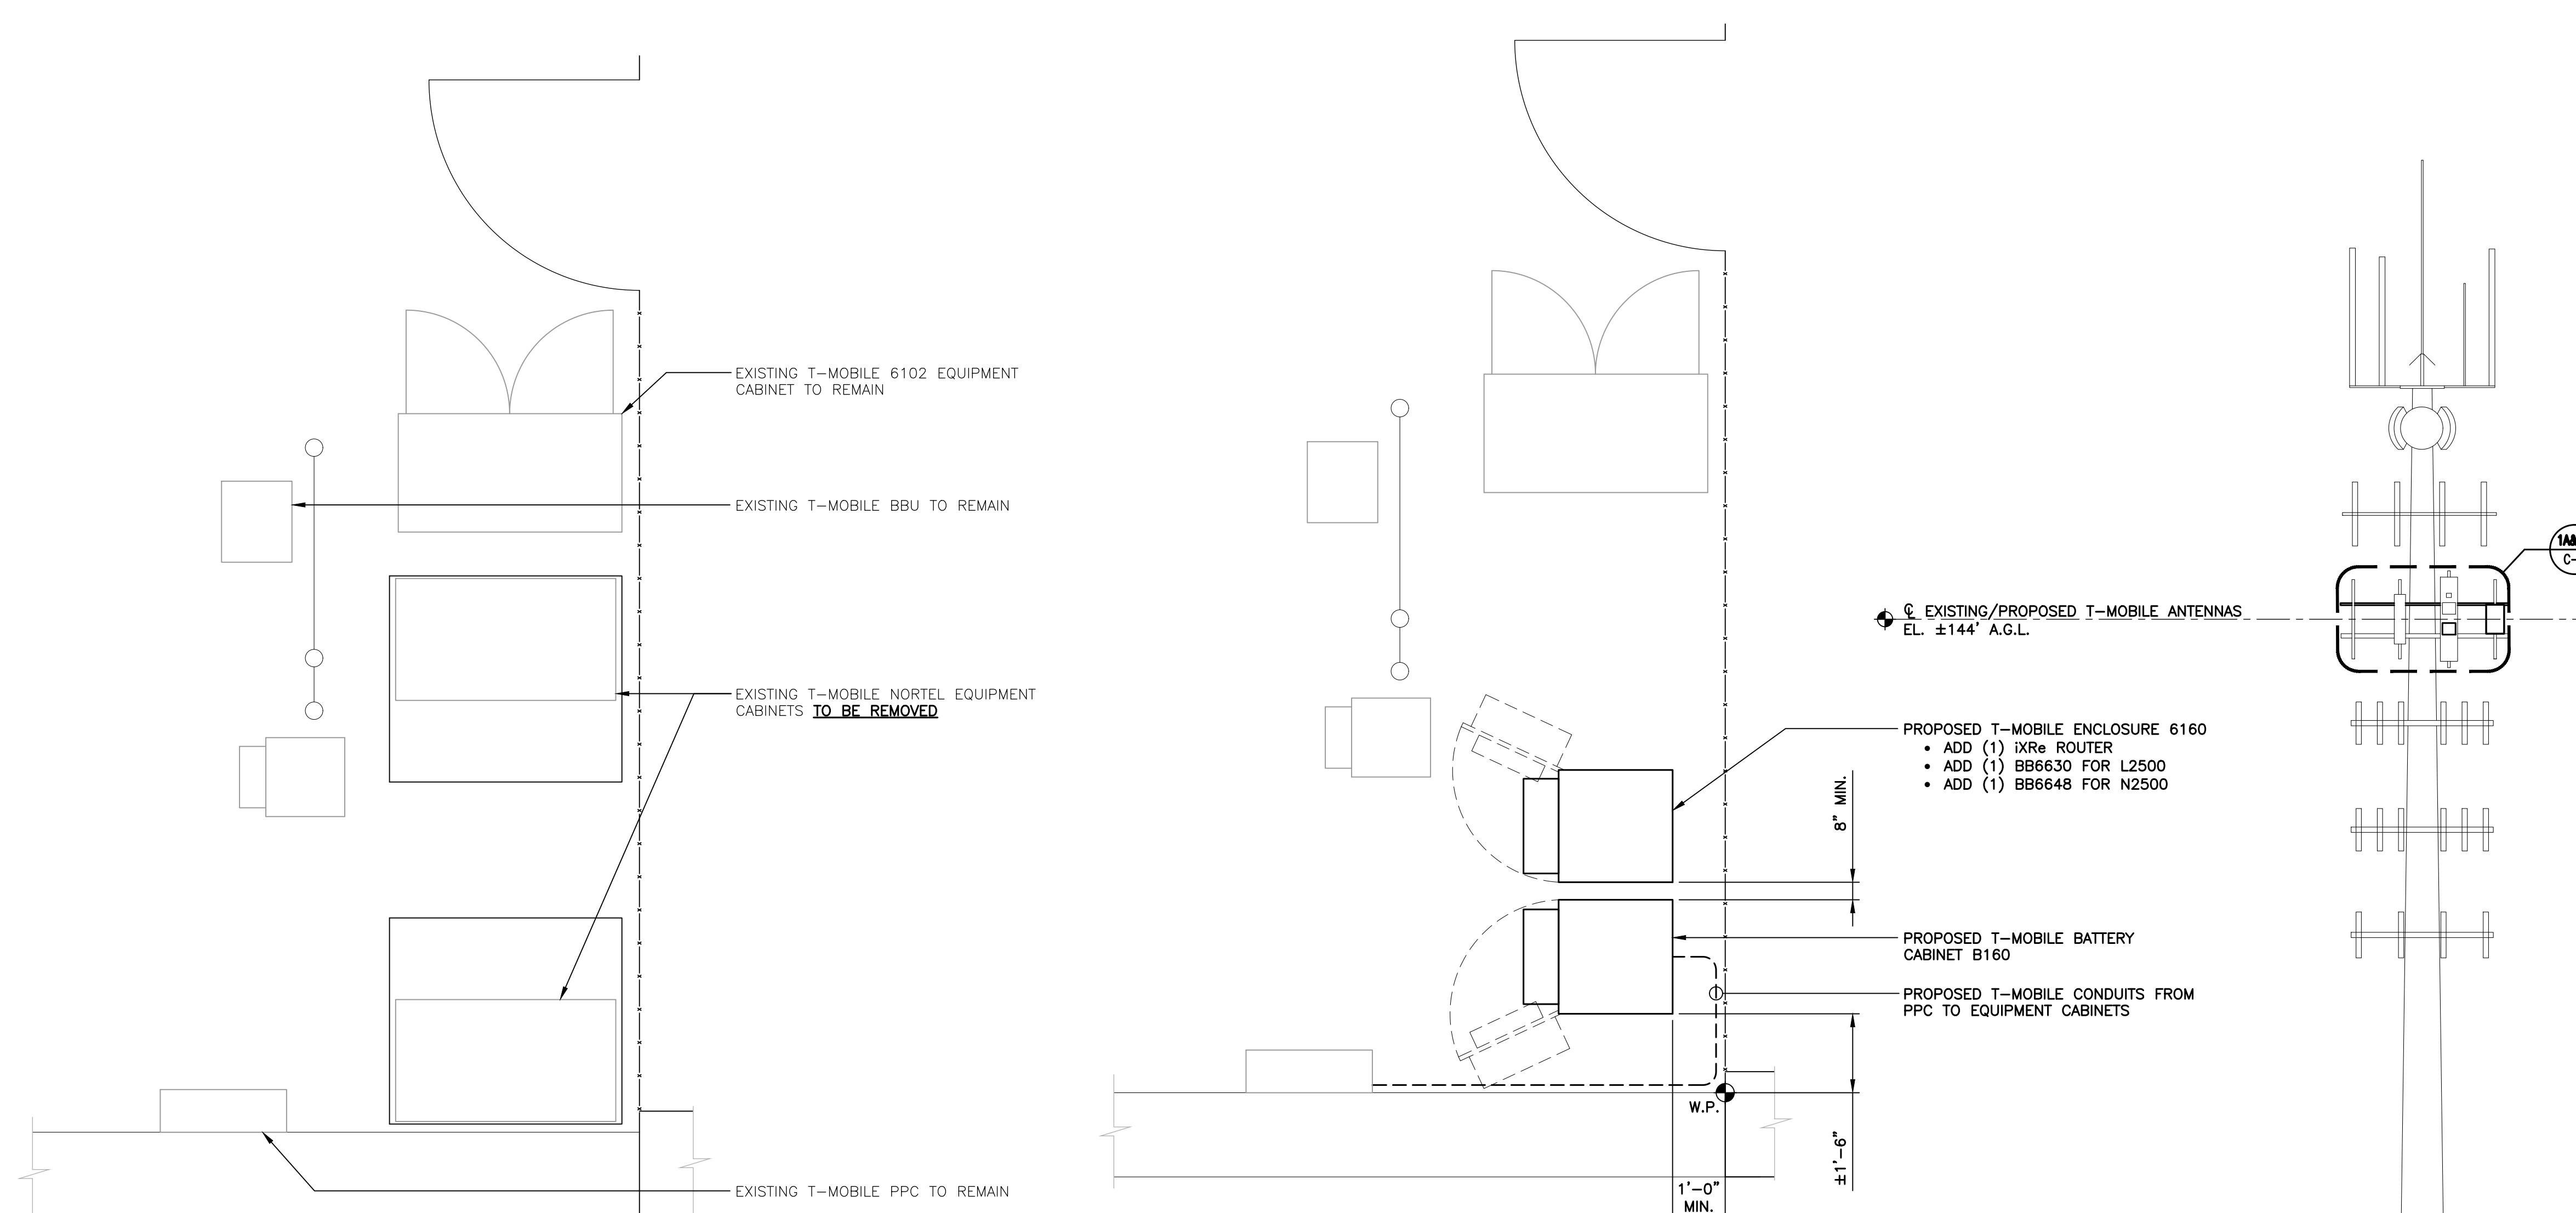 EXISTING T-MOBILE 6102 EQUIPMENT
CABINET TO REMAIN
EXISTING T-MOBILE BBU TO REMAIN
EXISTING T-MOBILE NORTEL EQUIPMENT
CABINETS TO BE REMOVED
EXISTING T-MOBILE PPC TO REMAIN
PROPOSED T-MOBILE ENCLOSURE 6160
• ADD (1) iXRe ROUTER
• ADD (1) BB6630 FOR L2500
• ADD (1) BB6648 FOR N2500
8" MIN.
PROPOSED T-MOBILE BATTERY
CABINET B160
PROPOSED T-MOBILE CONDUITS FROM
PPC TO EQUIPMENT CABINETS
W.P.
±1'-6"
1'-0"
MIN.
℄ EXISTING/PROPOSED T-MOBILE ANTENNAS
EL. ±144' A.G.L.
C-